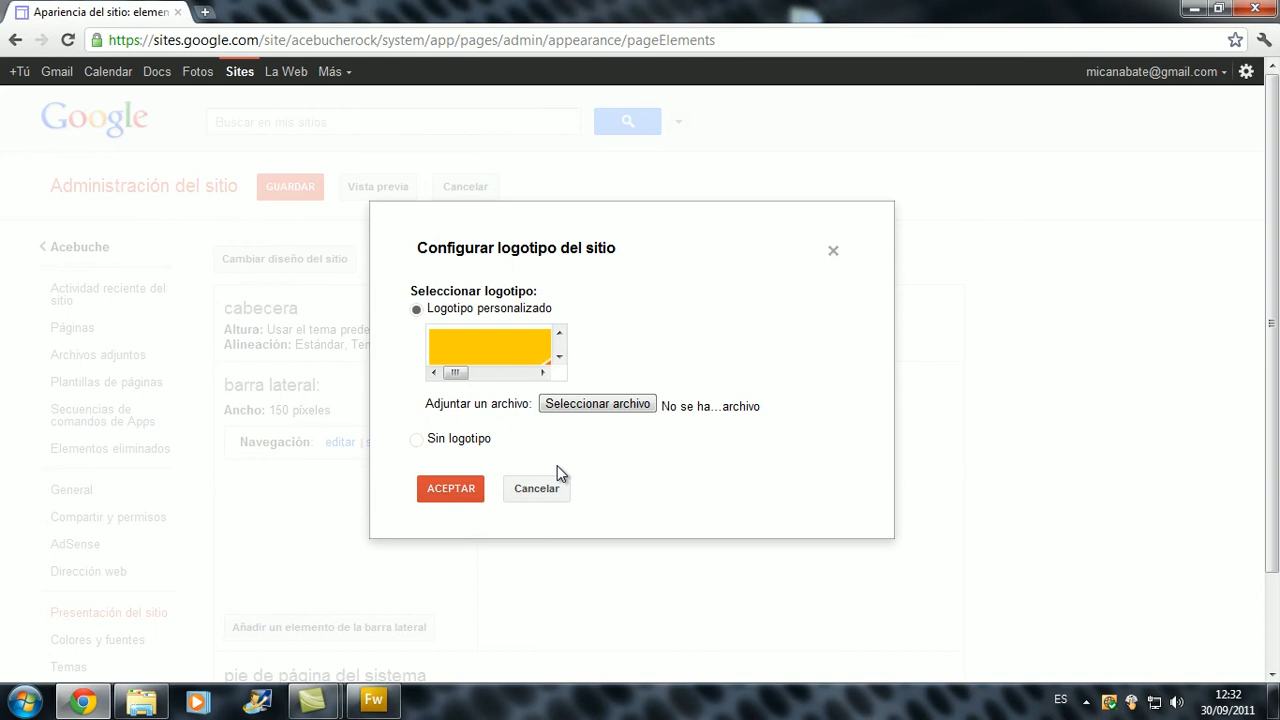 Apariencia del sitio: elemen
https://sites.google.com/site/acebucherock/system/app/pages/admin/appearance/pageElements
+Tú Gmail Calendar Docs Fotos Sites La Web Más
micanabate@gmail.com
Google
Buscar en mis sitios
Administración del sitio
GUARDAR
Vista previa
Cancelar
Acebuche
Actividad reciente del
sitio
Páginas
Archivos adjuntos
Plantillas de páginas
Secuencias de
comandos de Apps
Elementos eliminados
General
Compartir y permisos
AdSense
Dirección web
Presentación del sitio
Colores y fuentes
Temas
Cambiar diseño del sitio
cabecera
Altura: Usar el tema prede
Alineación: Estándar, Ten
barra lateral:
Ancho: 150 píxeles
Navegación: editar | s
Añadir un elemento de la barra lateral
pie de página del sistema
Configurar logotipo del sitio
Seleccionar logotipo:
Logotipo personalizado
Adjuntar un archivo: Seleccionar archivo No se ha...archivo
Sin logotipo
ACEPTAR
Cancelar
Fw
ES
12:32
30/09/2011